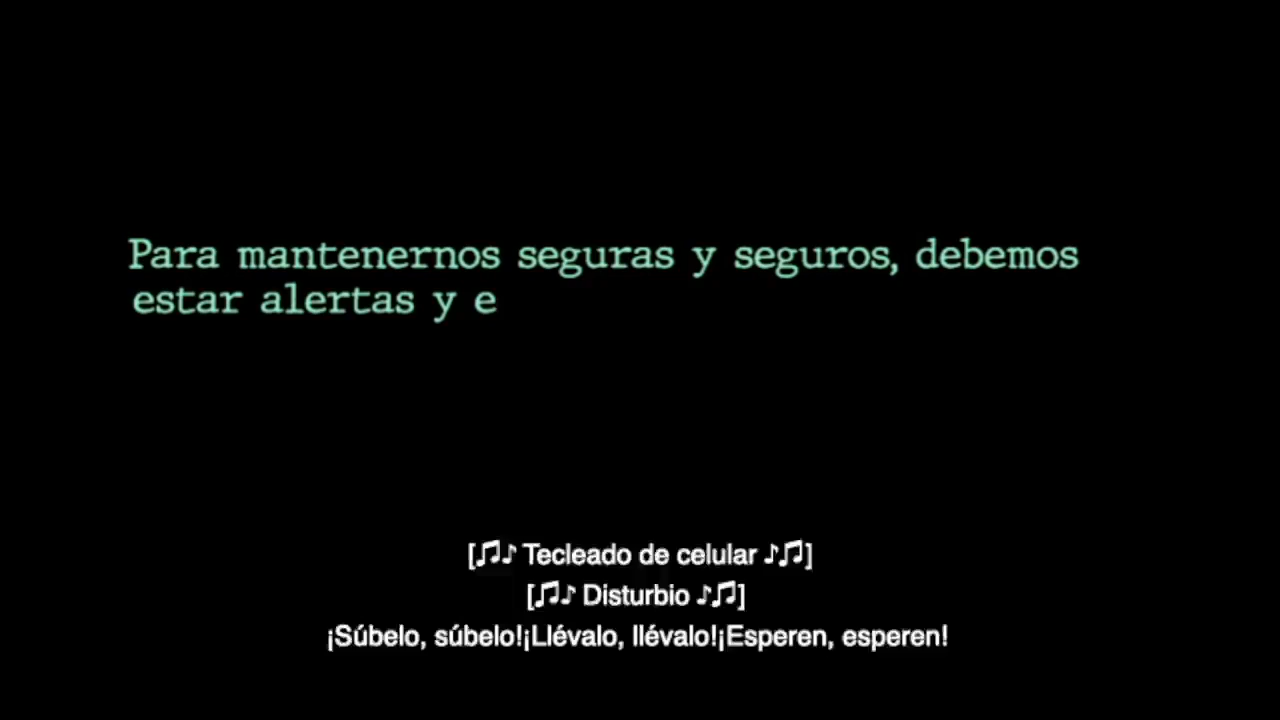 Para mantenernos seguras y seguros, debemos
estar alertas y e
[♫♪ Tecleado de celular ♪♫]
[♫♪ Disturbio ♪♫]
¡Súbelo, súbelo!¡Llévalo, llévalo!¡Esperen, esperen!